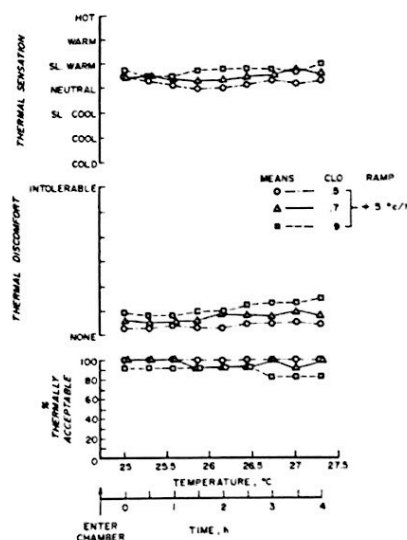 THERMAL SENSATION
HOT
WARM
SL. WARM
NEUTRAL
SL COOL
COOL
COLD
MEANS CLO RAMP
.5
.7 + 5 °c/h
.9
THERMAL DISCOMFORT
INTOLERABLE
NONE
% THERMALLY ACCEPTABLE
100
80
60
40
20
0
25 25.5 26 26.5 27 27.5
TEMPERATURE, °C
0 1 2 3 4
ENTER CHAMBER
TIME, h